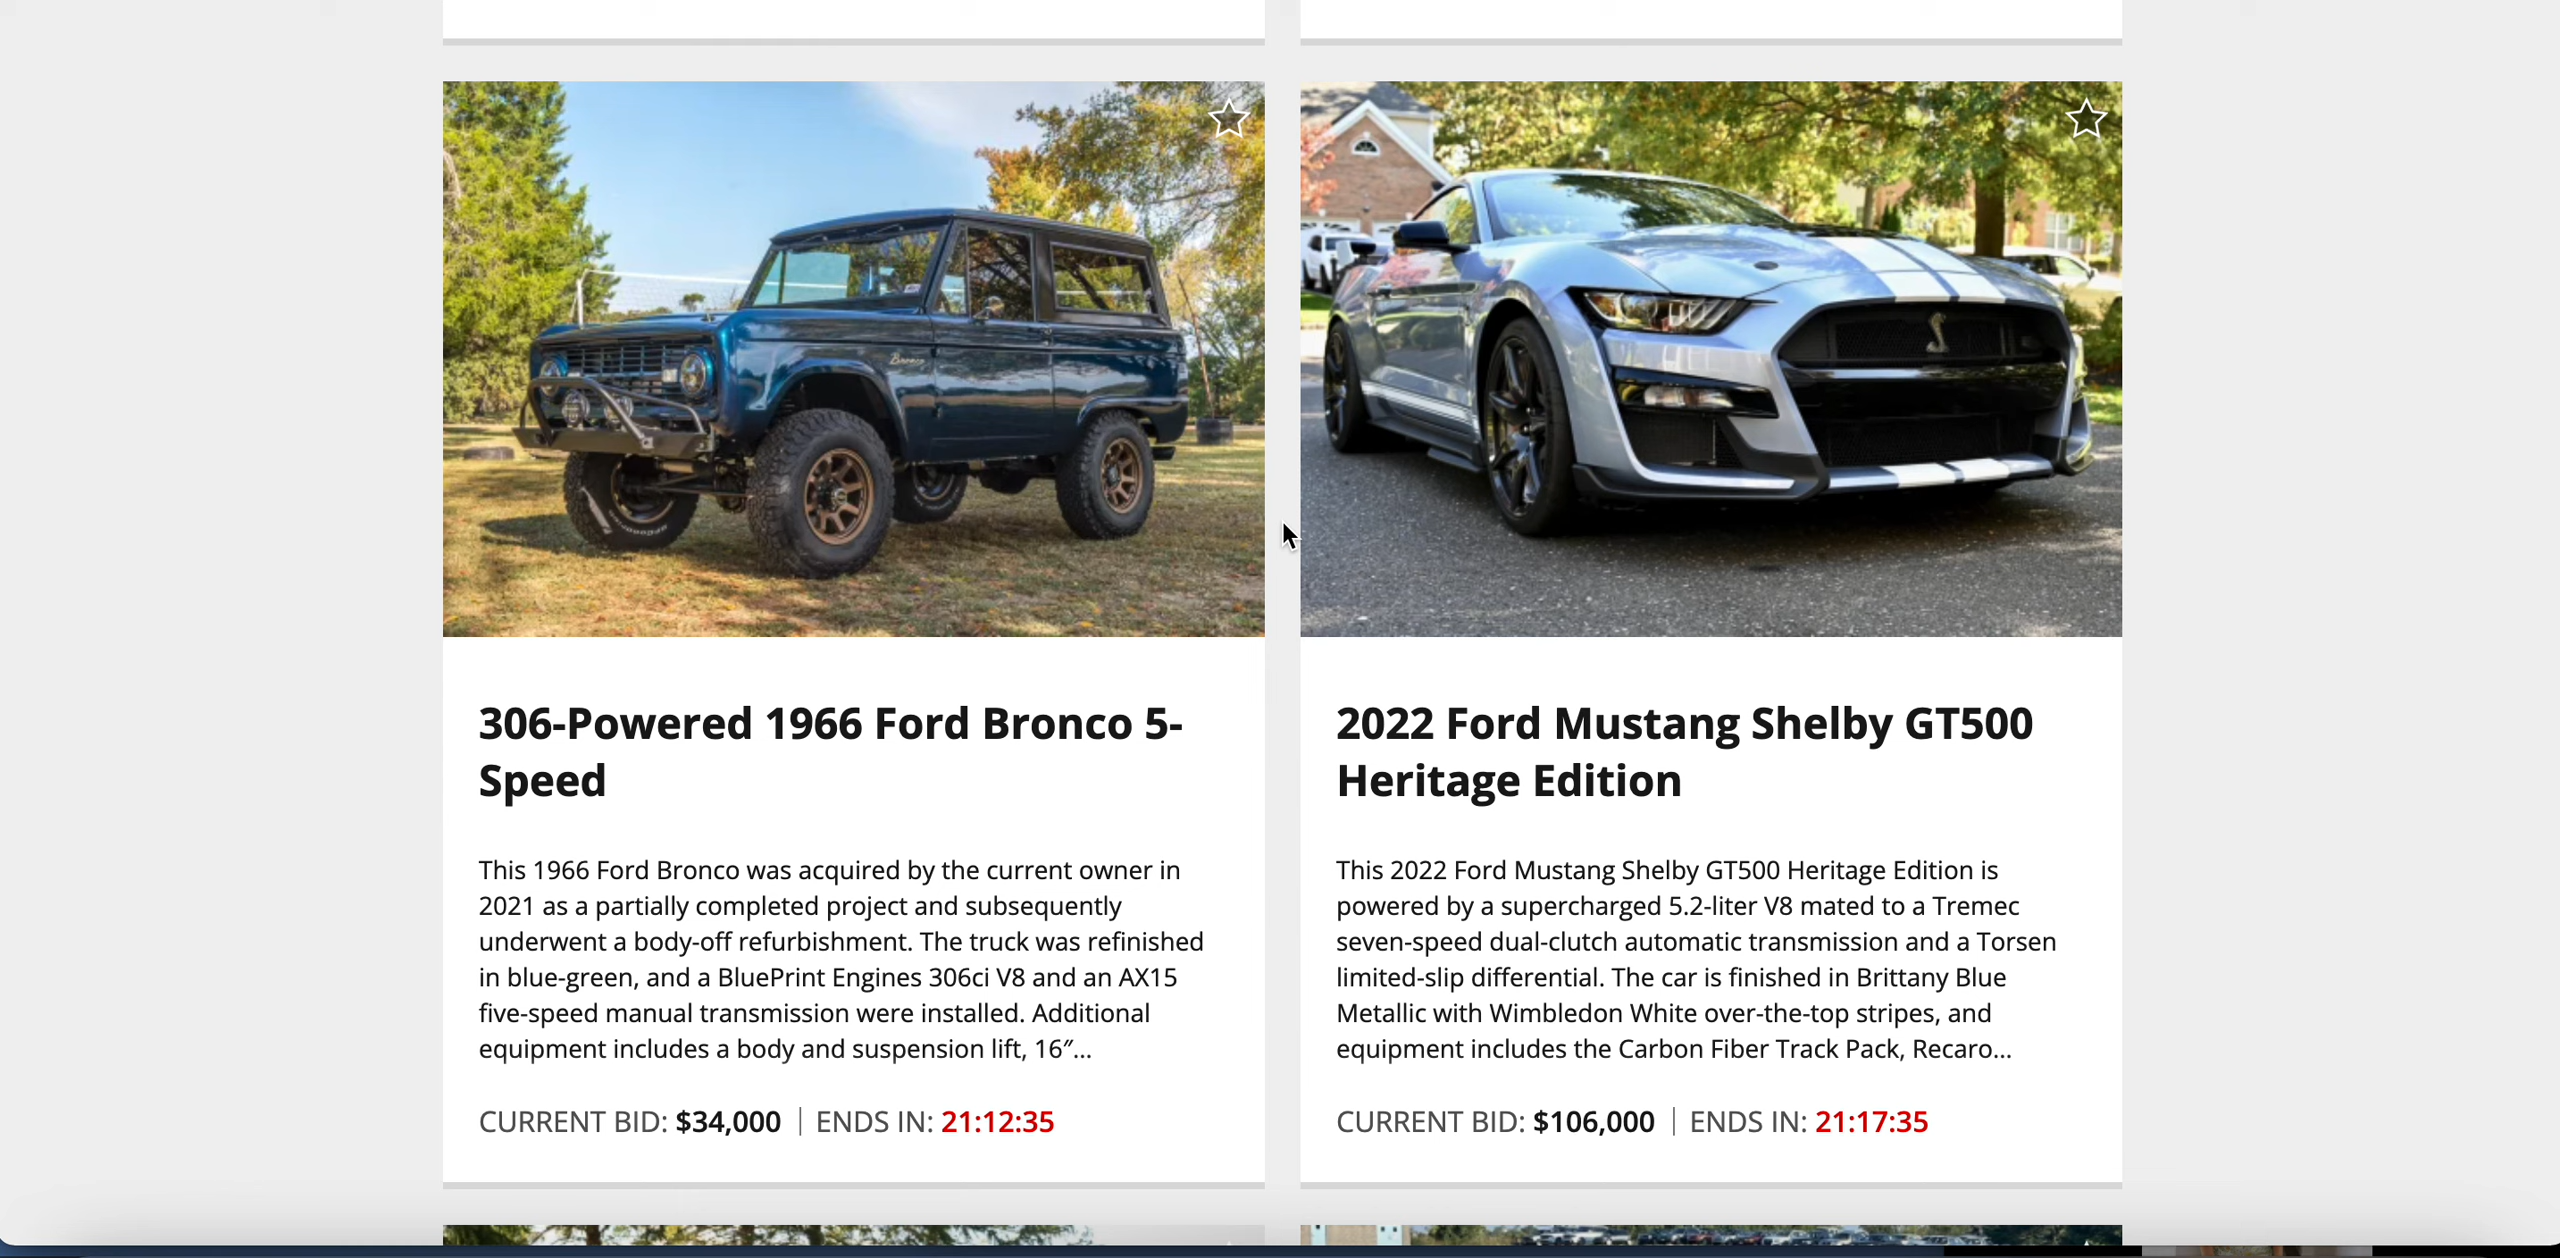 Bronco
306-Powered 1966 Ford Bronco 5-
Speed
This 1966 Ford Bronco was acquired by the current owner in
2021 as a partially completed project and subsequently
underwent a body-off refurbishment. The truck was refinished
in blue-green, and a BluePrint Engines 306ci V8 and an AX15
five-speed manual transmission were installed. Additional
equipment includes a body and suspension lift, 16″...
CURRENT BID: $34,000 | ENDS IN: 21:12:35
2022 Ford Mustang Shelby GT500
Heritage Edition
This 2022 Ford Mustang Shelby GT500 Heritage Edition is
powered by a supercharged 5.2-liter V8 mated to a Tremec
seven-speed dual-clutch automatic transmission and a Torsen
limited-slip differential. The car is finished in Brittany Blue
Metallic with Wimbledon White over-the-top stripes, and
equipment includes the Carbon Fiber Track Pack, Recaro...
CURRENT BID: $106,000 | ENDS IN: 21:17:35